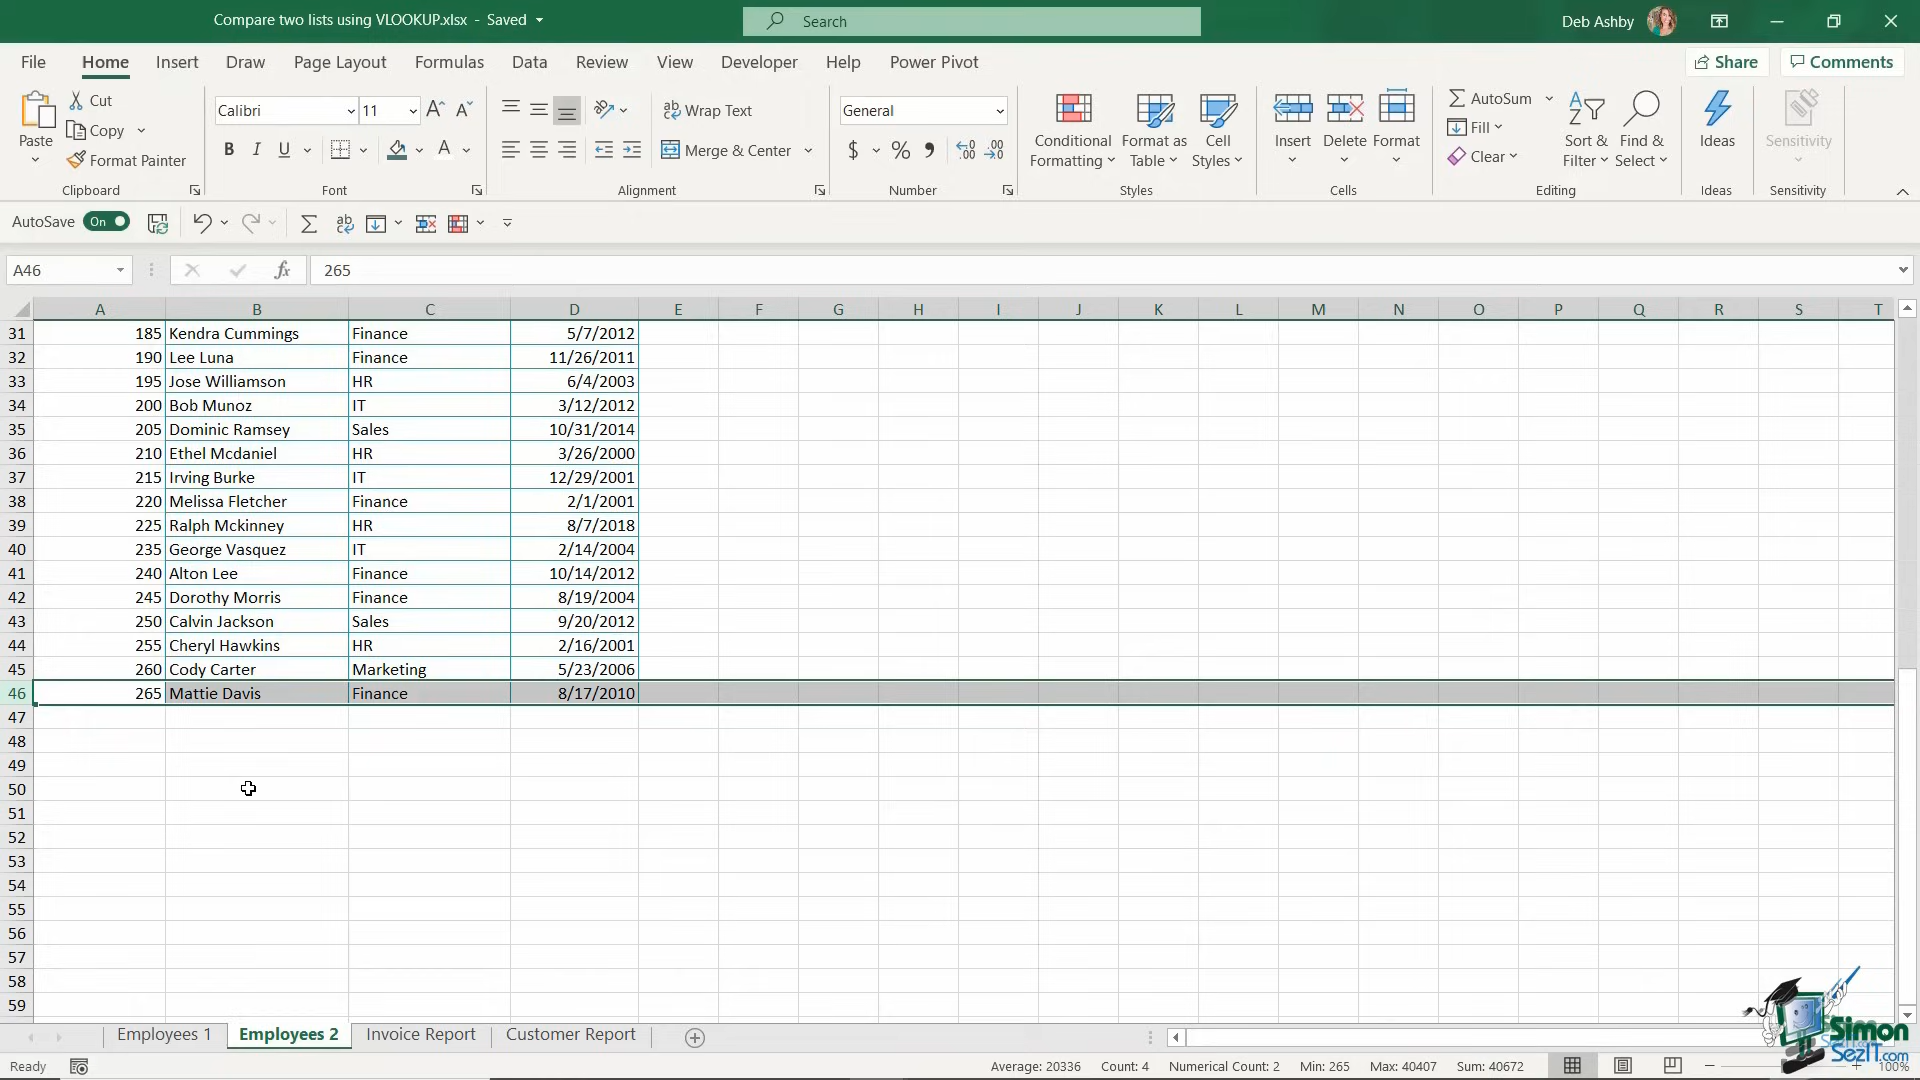 Compare two lists using VLOOKUP.xlsx - Saved
Search
Deb Ashby
File Home Insert Draw Page Layout Formulas Data Review View Developer Help Power Pivot
Share Comments
Paste
Cut
Copy
Format Painter
Clipboard
Calibri 11
B I U
Font
Wrap Text
Merge & Center
Alignment
General
$ % ,
Number
Conditional Formatting
Format as Table
Cell Styles
Styles
Insert
Delete
Format
Cells
AutoSum
Fill
Clear
Sort & Filter
Find & Select
Editing
Ideas
Ideas
Sensitivity
Sensitivity
AutoSave On
A46 fx 265
A B C D E F G H I J K L M N O P Q R S T
31 185 Kendra Cummings Finance 5/7/2012
32 190 Lee Luna Finance 11/26/2011
33 195 Jose Williamson HR 6/4/2003
34 200 Bob Munoz IT 3/12/2012
35 205 Dominic Ramsey Sales 10/31/2014
36 210 Ethel Mcdaniel HR 3/26/2000
37 215 Irving Burke IT 12/29/2001
38 220 Melissa Fletcher Finance 2/1/2001
39 225 Ralph Mckinney HR 8/7/2018
40 235 George Vasquez IT 2/14/2004
41 240 Alton Lee Finance 10/14/2012
42 245 Dorothy Morris Finance 8/19/2004
43 250 Calvin Jackson Sales 9/20/2012
44 255 Cheryl Hawkins HR 2/16/2001
45 260 Cody Carter Marketing 5/23/2006
46 265 Mattie Davis Finance 8/17/2010
47
48
49
50
51
52
53
54
55
56
57
58
59
Employees 1 Employees 2 Invoice Report Customer Report
Simon
SezIT.com
Ready Average: 20336 Count: 4 Numerical Count: 2 Min: 265 Max: 40407 Sum: 40672 100%